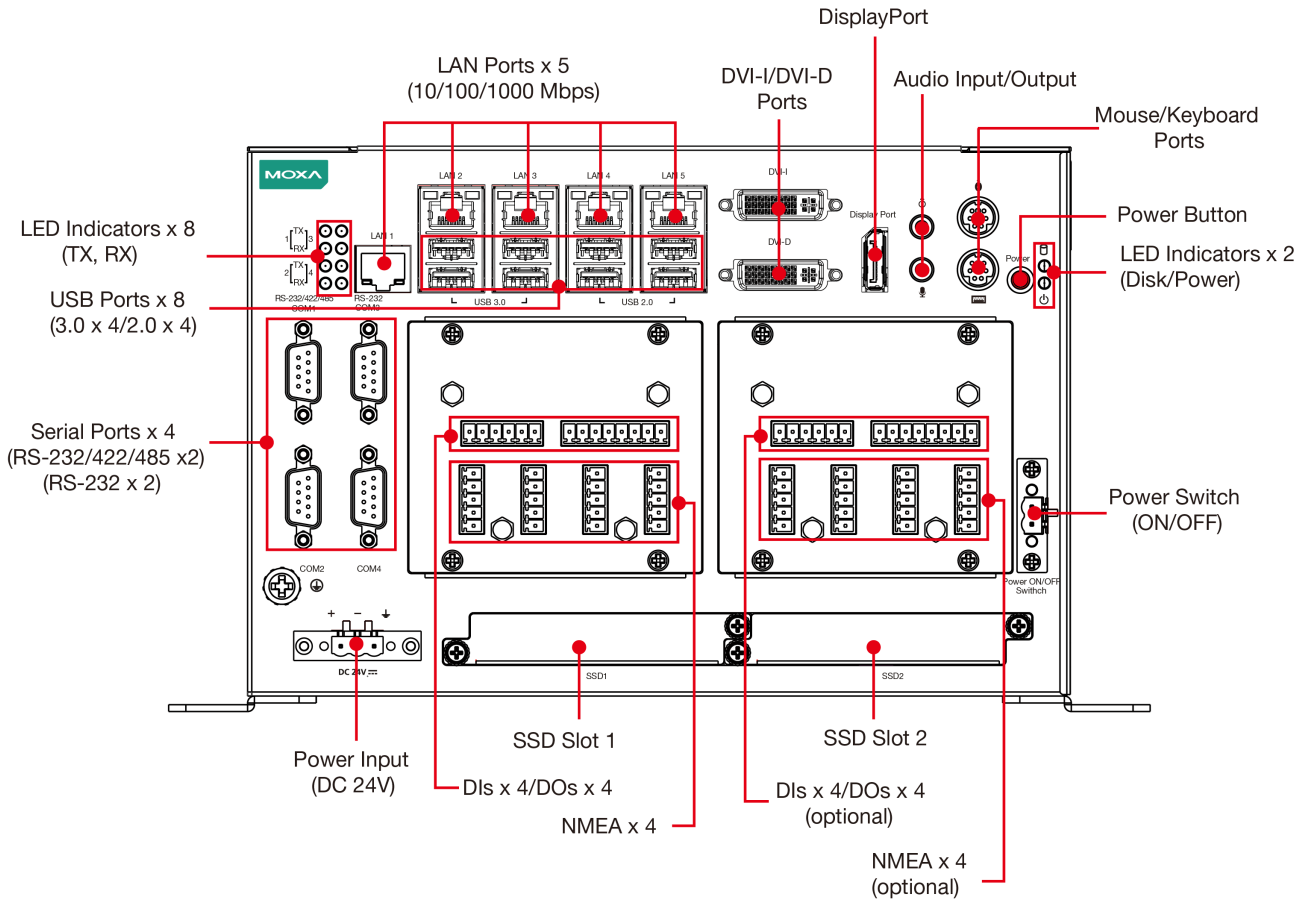 DisplayPort
LAN Ports x 5
(10/100/1000 Mbps)
DVI-I/DVI-D
Ports
Audio Input/Output
Mouse/Keyboard
Ports
MOXA
LAN 2
LAN 3
LAN 4
LAN 5
DVI-I
Display Port
DVI-D
Power Button
LED Indicators x 8
(TX, RX)
1
TX
RX
3
2
TX
RX
4
LAN 1
Power
LED Indicators x 2
(Disk/Power)
USB Ports x 8
(3.0 x 4/2.0 x 4)
RS-232/422/485
COM1
RS-232
COM3
USB 3.0
USB 2.0
Serial Ports x 4
(RS-232/422/485 x2)
(RS-232 x 2)
Power Switch
(ON/OFF)
COM2
COM4
Power ON/OFF
Swithch
+
−
DC 24V
SSD1
SSD2
Power Input
(DC 24V)
SSD Slot 1
SSD Slot 2
DIs x 4/DOs x 4
NMEA x 4
DIs x 4/DOs x 4
(optional)
NMEA x 4
(optional)